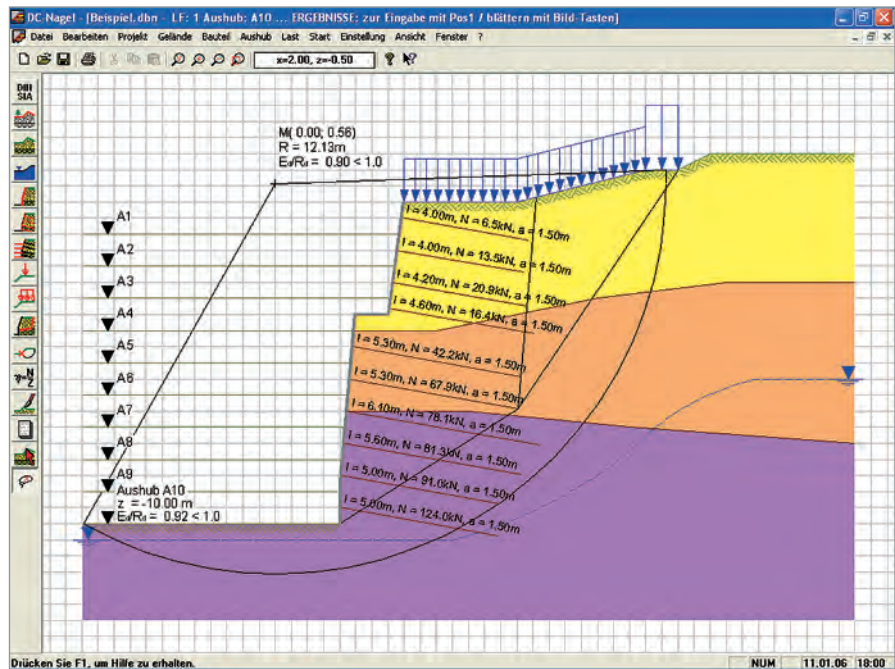 DC-Nagel - [Beispiel.dbn - LF: 1 Aushub: A10 ... ERGEBNISSE: zur Eingabe mit Pos1 / blättern mit Bild-Tasten]
Datei Bearbeiten Projekt Gelände Bauteil Aushub Last Start Einstellung Ansicht Fenster ?
x=2.00, z=-0.50
DIN
SIA
M( 0.00; 0.56)
R = 12.13m
Ed/Rd = 0.90 < 1.0
A1
A2
A3
A4
A5
A6
A7
A8
A9
Aushub A10
z = -10.00 m
Ed/Rd = 0.92 < 1.0
l = 4.00m, N = 6.5kN, a = 1.50m
l = 4.00m, N = 13.5kN, a = 1.50m
l = 4.20m, N = 20.9kN, a = 1.50m
l = 4.60m, N = 16.4kN, a = 1.50m
l = 5.30m, N = 42.2kN, a = 1.50m
l = 5.30m, N = 67.9kN, a = 1.50m
l = 6.10m, N = 78.1kN, a = 1.50m
l = 5.60m, N = 81.3kN, a = 1.50m
l = 5.00m, N = 91.0kN, a = 1.50m
l = 5.00m, N = 124.0kN, a = 1.50m
Drücken Sie F1, um Hilfe zu erhalten.
NUM 11.01.06 18:00